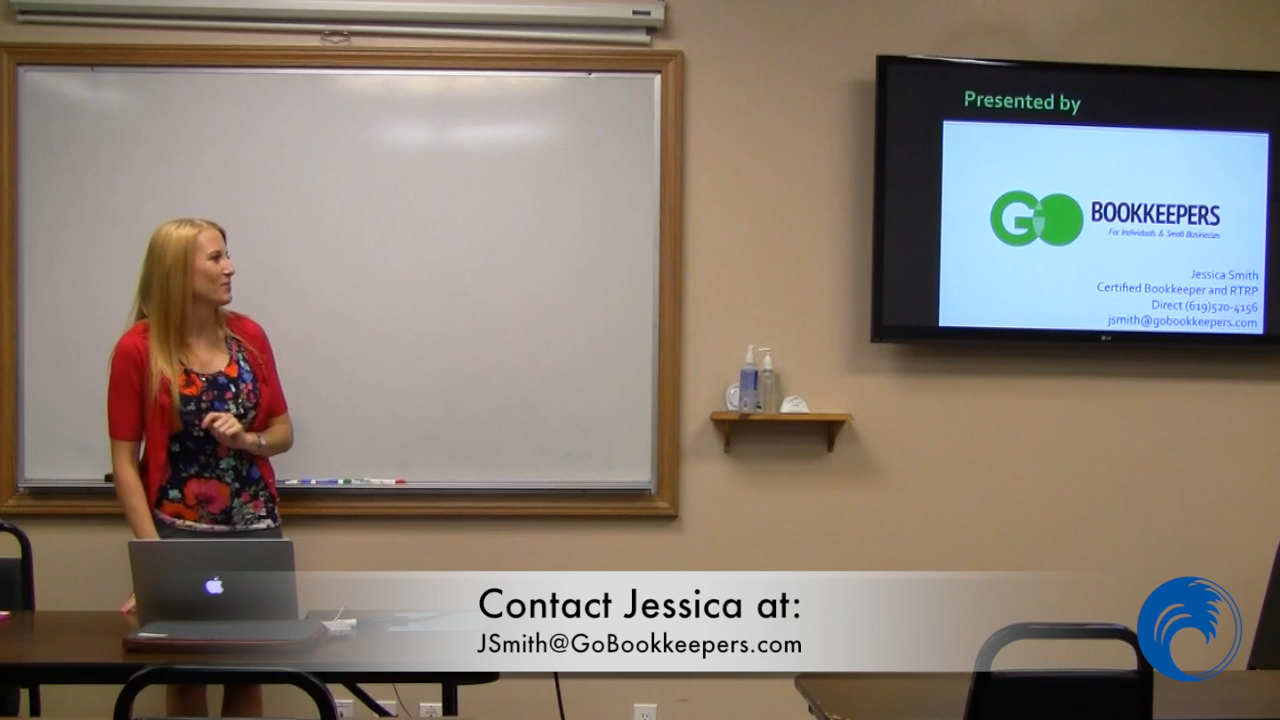 Presented by
GO BOOKKEEPERS
For Individuals & Small Businesses
Jessica Smith
Certified Bookkeeper and RTRP
Direct (619)520-4156
jsmith@gobookkeepers.com
Contact Jessica at:
JSmith@GoBookkeepers.com